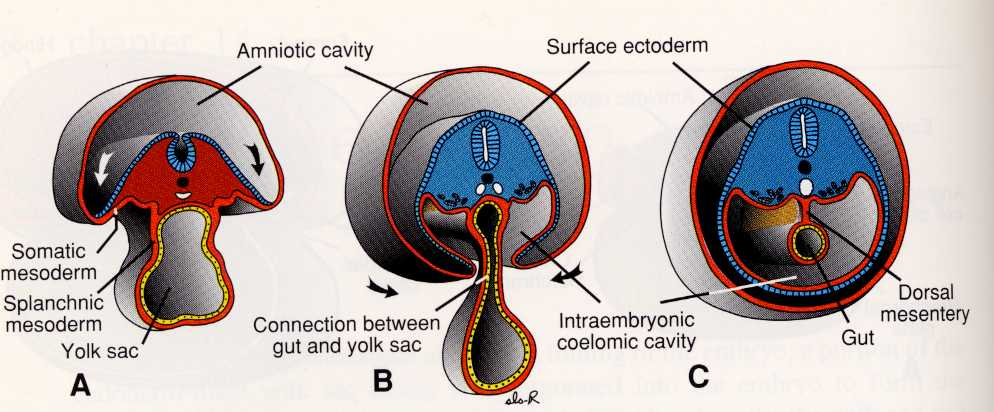 Amniotic cavity
Surface ectoderm
Somatic
mesoderm
Splanchnic
mesoderm
Yolk sac
Connection between
gut and yolk sac
Intraembryonic
coelomic cavity
Dorsal
mesentery
Gut
A
B
C
sls-R